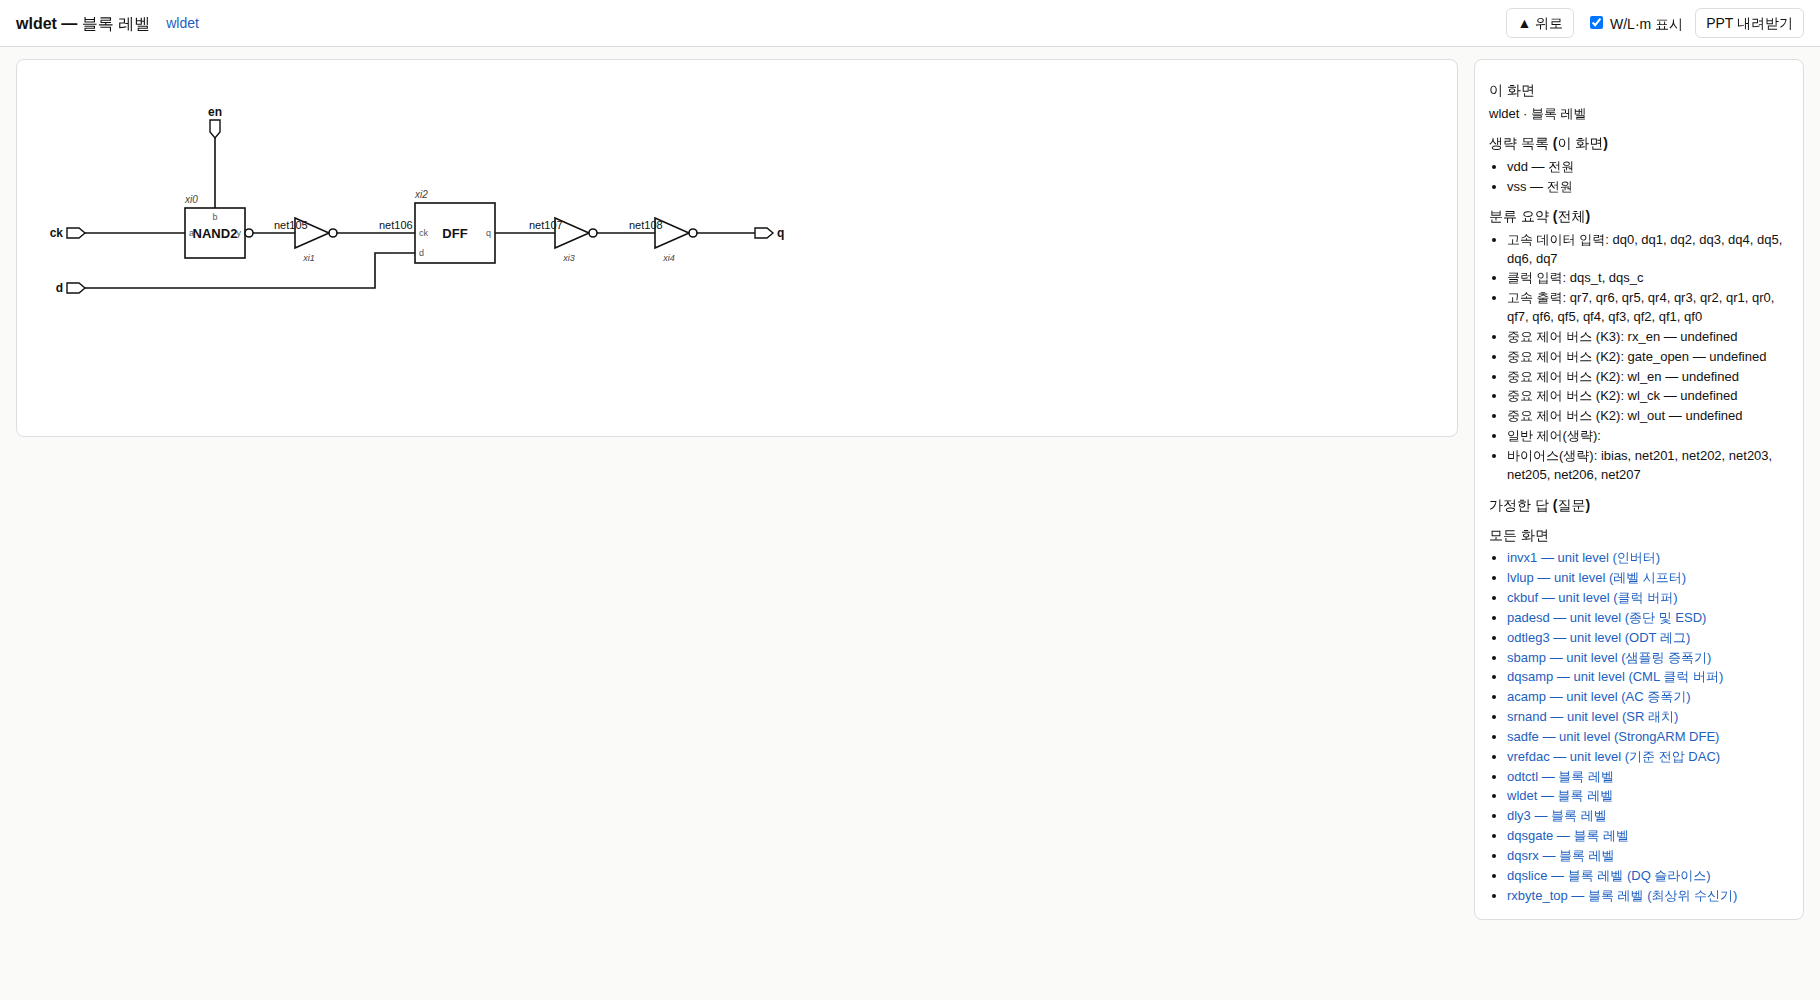 wldet — 블록 레벨 wldet ▲ 위로 W/L·m 표시 PPT 내려받기
en
xi0
b
ck
a NAND2 y
net105
xi1
net106
xi2
ck DFF q
d
net107
xi3
net108
xi4
q
d
이 화면
wldet · 블록 레벨
생략 목록 (이 화면)
• vdd — 전원
• vss — 전원
분류 요약 (전체)
• 고속 데이터 입력: dq0, dq1, dq2, dq3, dq4, dq5,
dq6, dq7
• 클럭 입력: dqs_t, dqs_c
• 고속 출력: qr7, qr6, qr5, qr4, qr3, qr2, qr1, qr0,
qf7, qf6, qf5, qf4, qf3, qf2, qf1, qf0
• 중요 제어 버스 (K3): rx_en — undefined
• 중요 제어 버스 (K2): gate_open — undefined
• 중요 제어 버스 (K2): wl_en — undefined
• 중요 제어 버스 (K2): wl_ck — undefined
• 중요 제어 버스 (K2): wl_out — undefined
• 일반 제어(생략):
• 바이어스(생략): ibias, net201, net202, net203,
net205, net206, net207
가정한 답 (질문)
모든 화면
• invx1 — unit level (인버터)
• lvlup — unit level (레벨 시프터)
• ckbuf — unit level (클럭 버퍼)
• padesd — unit level (종단 및 ESD)
• odtleg3 — unit level (ODT 레그)
• sbamp — unit level (샘플링 증폭기)
• dqsamp — unit level (CML 클럭 버퍼)
• acamp — unit level (AC 증폭기)
• srnand — unit level (SR 래치)
• sadfe — unit level (StrongARM DFE)
• vrefdac — unit level (기준 전압 DAC)
• odtctl — 블록 레벨
• wldet — 블록 레벨
• dly3 — 블록 레벨
• dqsgate — 블록 레벨
• dqsrx — 블록 레벨
• dqslice — 블록 레벨 (DQ 슬라이스)
• rxbyte_top — 블록 레벨 (최상위 수신기)